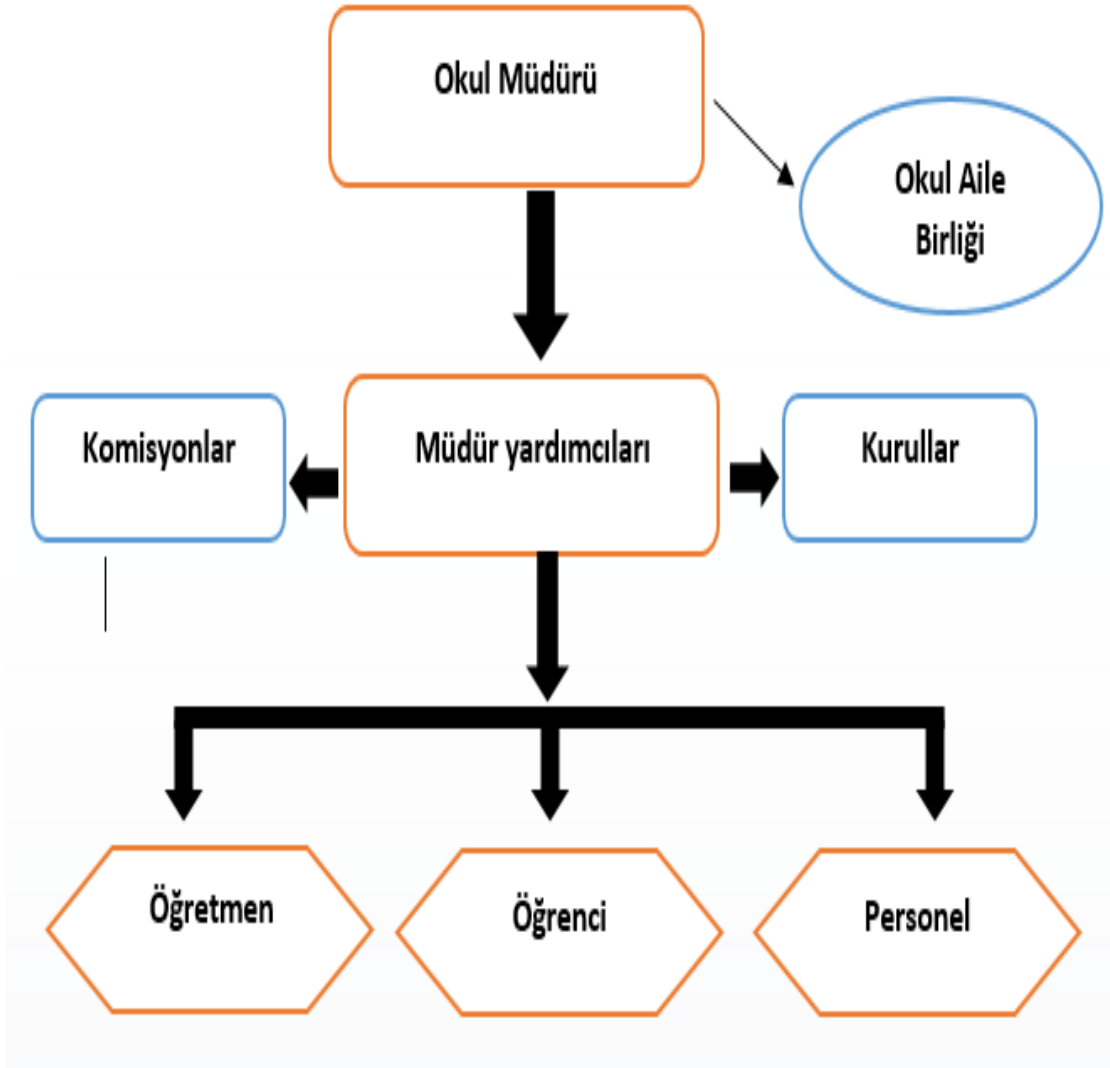 Okul Müdürü
Okul Aile
Birliği
Komisyonlar
Müdür yardımcıları
Kurullar
Öğretmen
Öğrenci
Personel